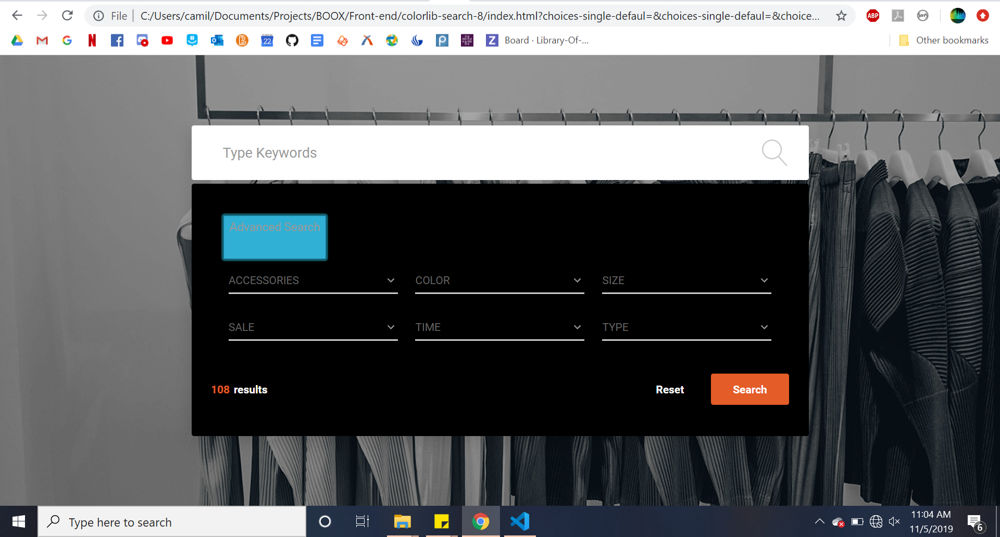 File
C:/Users/camil/Documents/Projects/BOOX/Front-end/colorlib-search-8/index.html?choices-single-defaul=&choices-single-defaul=&choice...
ABP
22
Board · Library-Of-...
Other bookmarks
Type Keywords
Advanced Search
ACCESSORIES
COLOR
SIZE
SALE
TIME
TYPE
108 results
Reset
Search
Type here to search
11:04 AM
11/5/2019
6